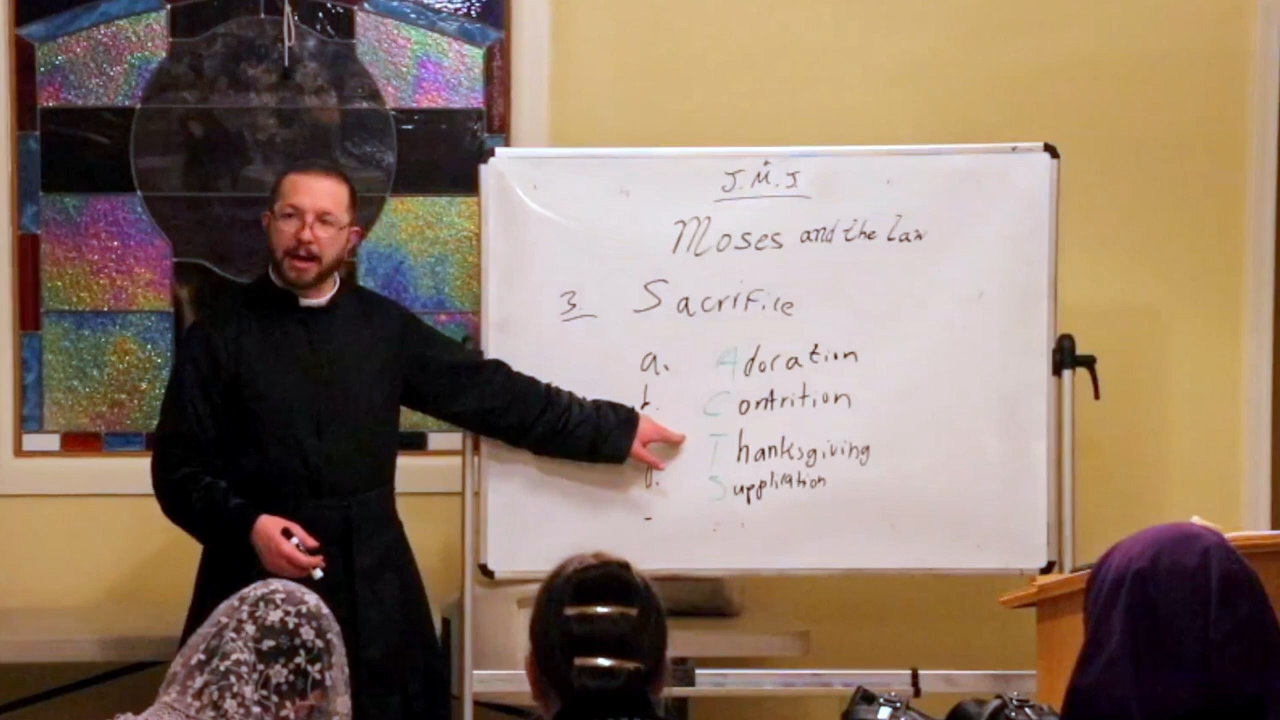 J.M.J.
Moses and the Law
3. Sacrifice
a. Adoration
b. Contrition
Thanksgiving
d. Supplication